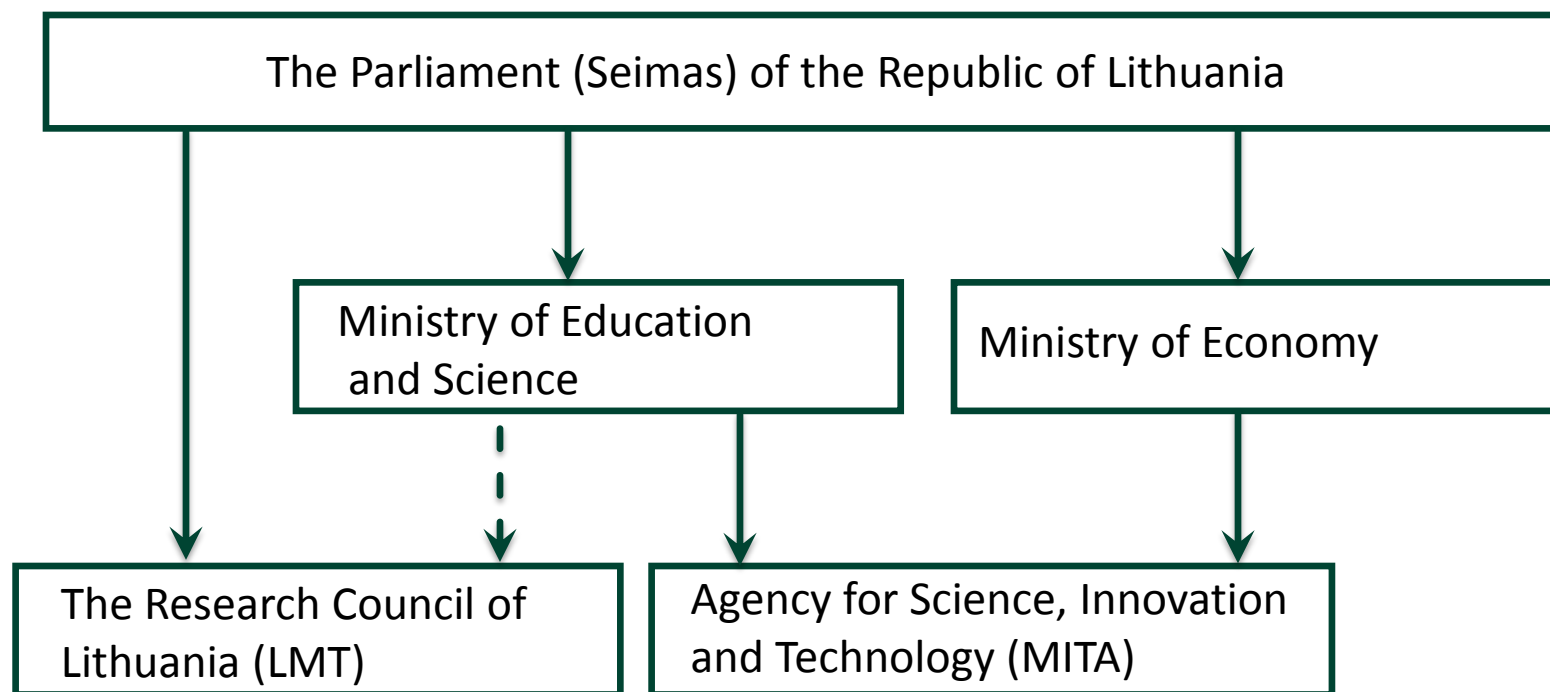 The Parliament (Seimas) of the Republic of Lithuania
Ministry of Education
and Science
Ministry of Economy
The Research Council of
Lithuania (LMT)
Agency for Science, Innovation
and Technology (MITA)